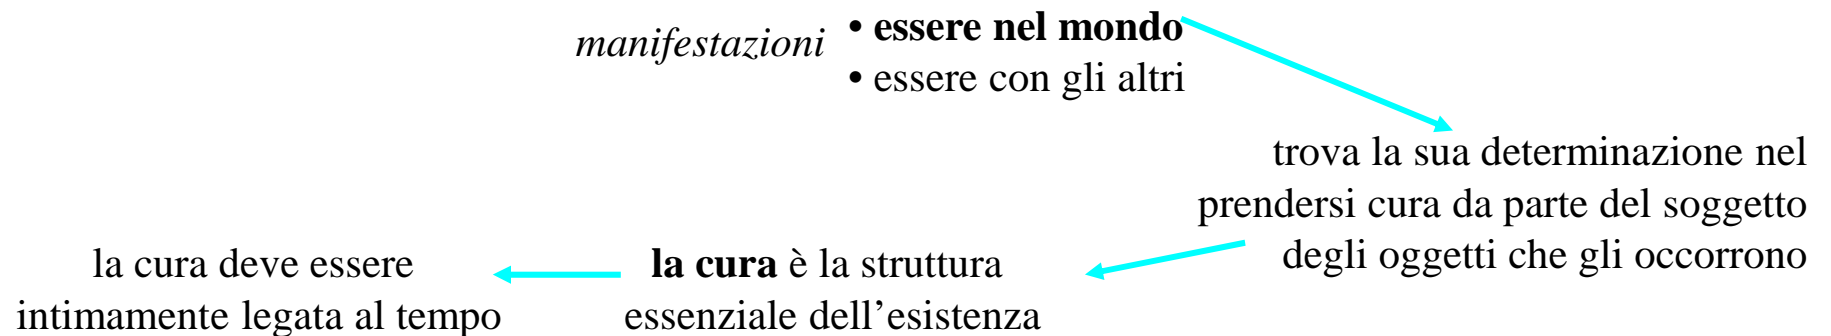 manifestazioni
• essere nel mondo
• essere con gli altri
trova la sua determinazione nel
prendersi cura da parte del soggetto
degli oggetti che gli occorrono
la cura è la struttura
essenziale dell’esistenza
la cura deve essere
intimamente legata al tempo